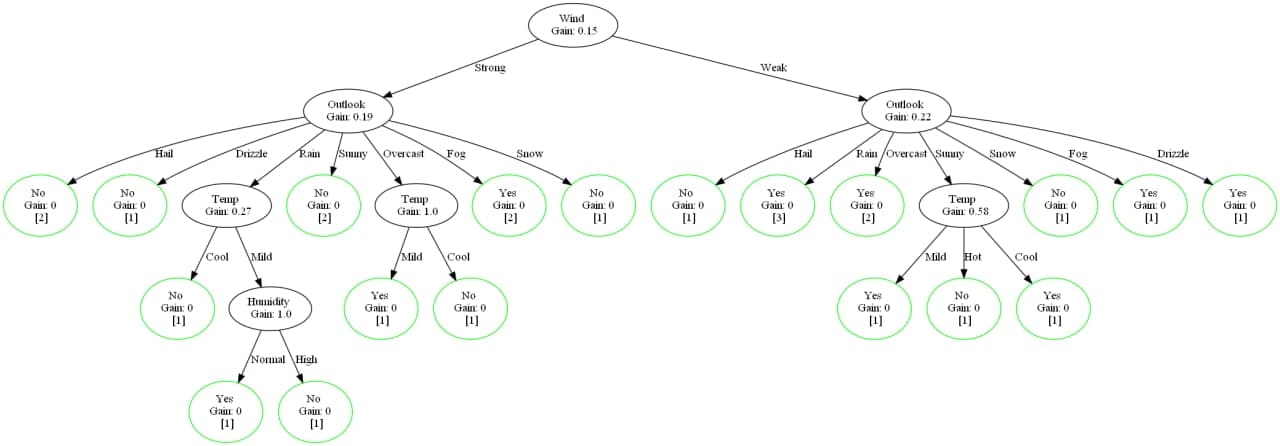 Wind
Gain: 0.15
Strong
Weak
Outlook
Gain: 0.19
Outlook
Gain: 0.22
Hail
Drizzle
Rain
Sunny
Overcast
Fog
Snow
Hail
Rain
Overcast
Sunny
Snow
Fog
Drizzle
No
Gain: 0
[2]
No
Gain: 0
[1]
Temp
Gain: 0.27
No
Gain: 0
[2]
Temp
Gain: 1.0
Yes
Gain: 0
[2]
No
Gain: 0
[1]
No
Gain: 0
[1]
Yes
Gain: 0
[3]
Yes
Gain: 0
[2]
Temp
Gain: 0.58
No
Gain: 0
[1]
Yes
Gain: 0
[1]
Yes
Gain: 0
[1]
Cool
Mild
Mild
Cool
Mild
Hot
Cool
No
Gain: 0
[1]
Humidity
Gain: 1.0
Yes
Gain: 0
[1]
No
Gain: 0
[1]
Yes
Gain: 0
[1]
No
Gain: 0
[1]
Yes
Gain: 0
[1]
Normal
High
Yes
Gain: 0
[1]
No
Gain: 0
[1]